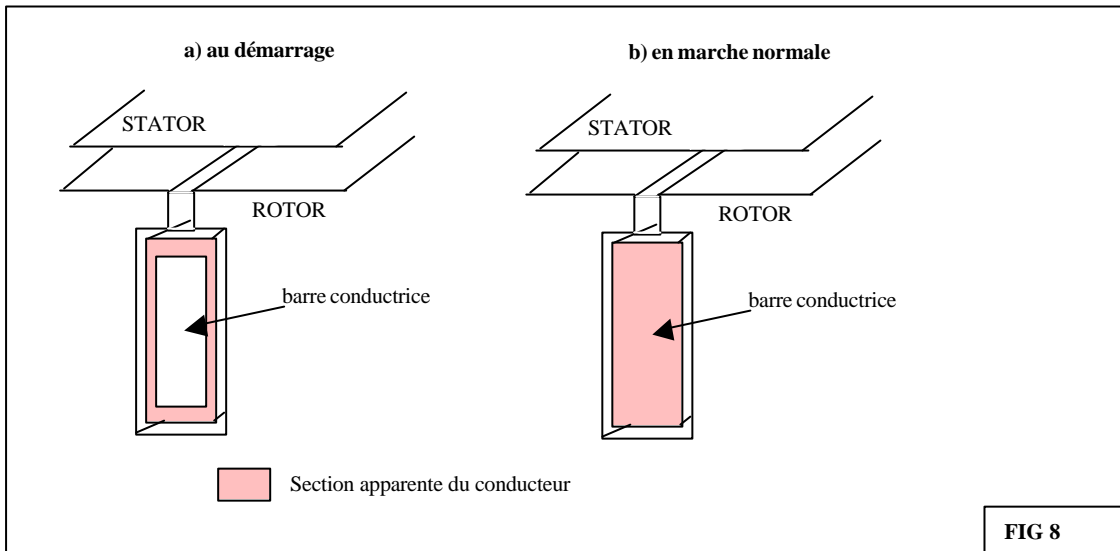 a) au démarrage
b) en marche normale
STATOR
ROTOR
barre conductrice
STATOR
ROTOR
barre conductrice
Section apparente du conducteur
FIG 8